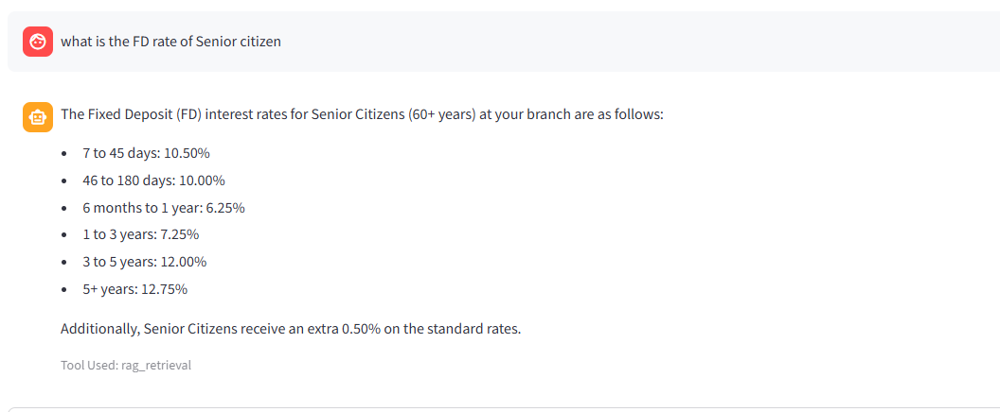 what is the FD rate of Senior citizen
The Fixed Deposit (FD) interest rates for Senior Citizens (60+ years) at your branch are as follows:
• 7 to 45 days: 10.50%
• 46 to 180 days: 10.00%
• 6 months to 1 year: 6.25%
• 1 to 3 years: 7.25%
• 3 to 5 years: 12.00%
• 5+ years: 12.75%
Additionally, Senior Citizens receive an extra 0.50% on the standard rates.
Tool Used: rag_retrieval